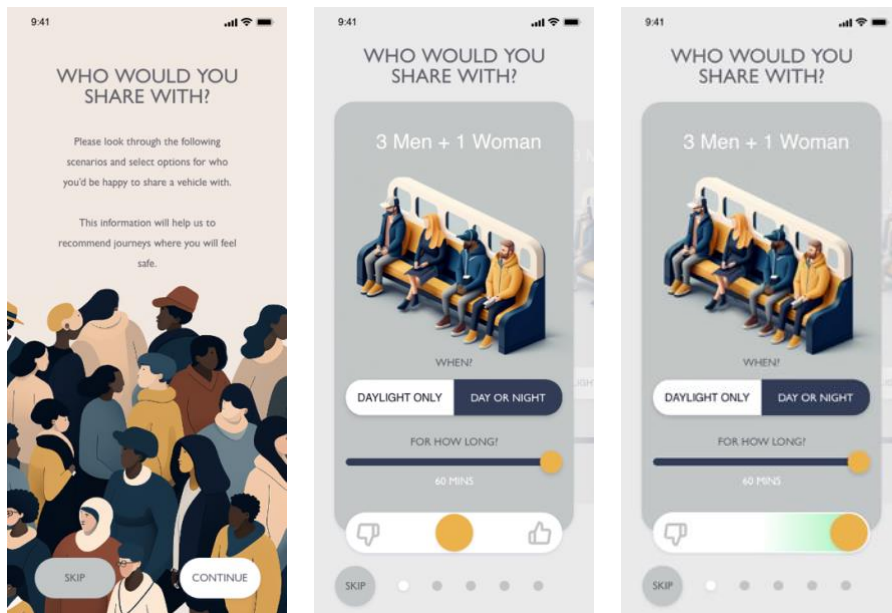 9:41
WHO WOULD YOU
SHARE WITH?
Please look through the following
scenarios and select options for who
you'd be happy to share a vehicle with.
This information will help us to
recommend journeys where you will feel
safe.
SKIP
CONTINUE
9:41
WHO WOULD YOU
SHARE WITH?
3 Men + 1 Woman
WHEN?
DAYLIGHT ONLY
DAY OR NIGHT
FOR HOW LONG?
60 MINS
SKIP
9:41
WHO WOULD YOU
SHARE WITH?
3 Men + 1 Woman
WHEN?
DAYLIGHT ONLY
DAY OR NIGHT
FOR HOW LONG?
60 MINS
SKIP